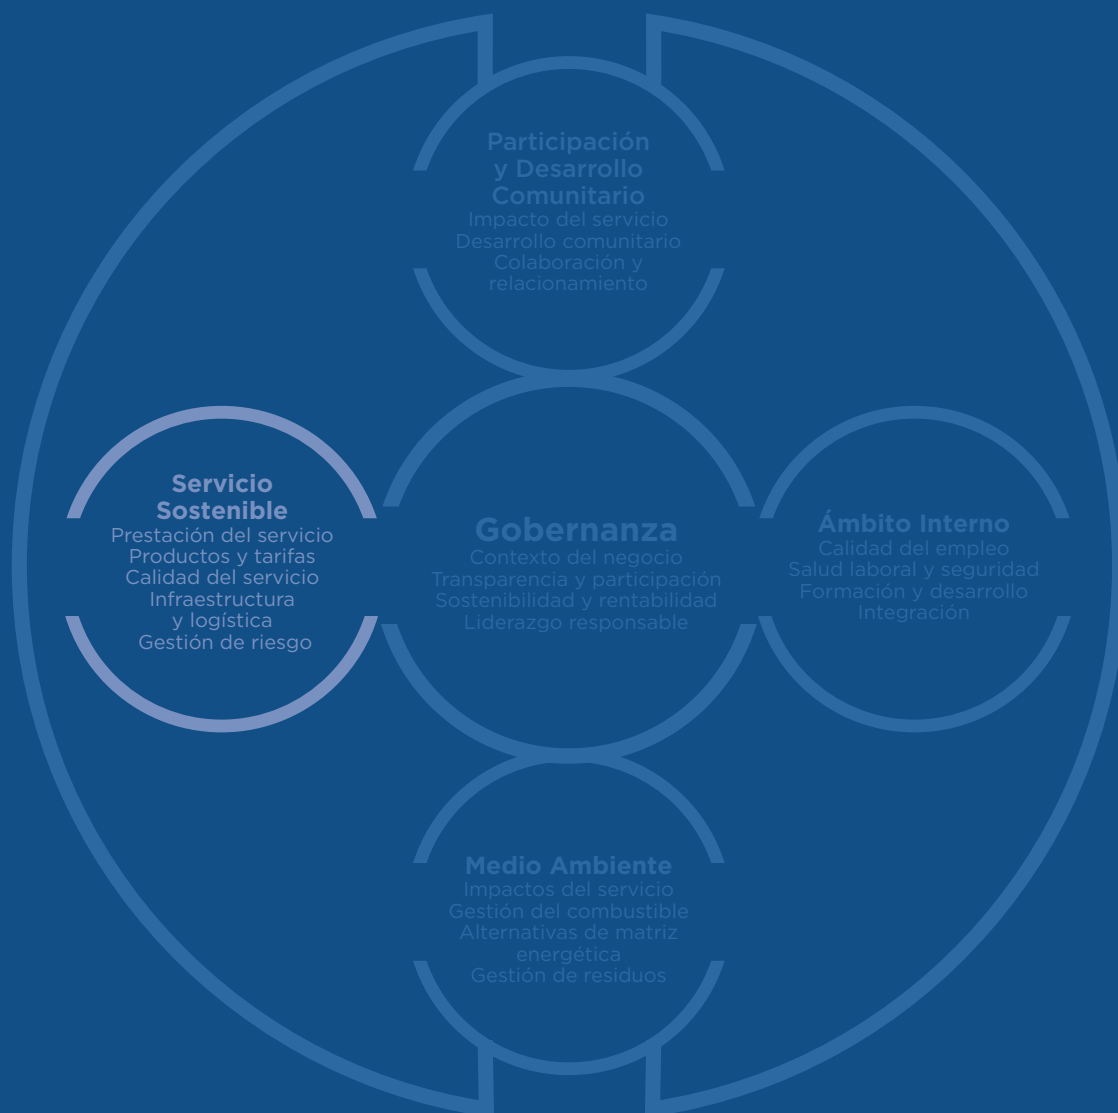 Participación
y Desarrollo
Comunitario
Impacto del servicio
Desarrollo comunitario
Colaboración y
relacionamiento
Servicio
Sostenible
Prestación del servicio
Productos y tarifas
Calidad del servicio
Infraestructura
y logística
Gestión de riesgo
Gobernanza
Contexto del negocio
Transparencia y participación
Sostenibilidad y rentabilidad
Liderazgo responsable
Ámbito Interno
Calidad del empleo
Salud laboral y seguridad
Formación y desarrollo
Integración
Medio Ambiente
Impactos del servicio
Gestión del combustible
Alternativas de matriz
energética
Gestión de residuos